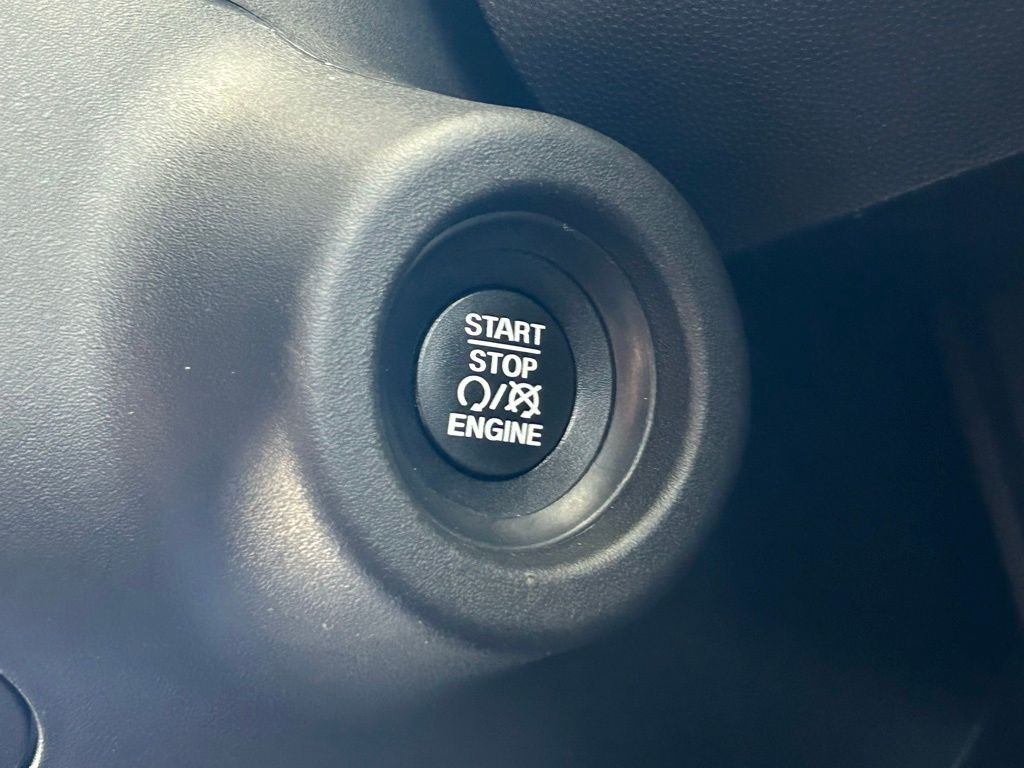 START
STOP
/
ENGINE